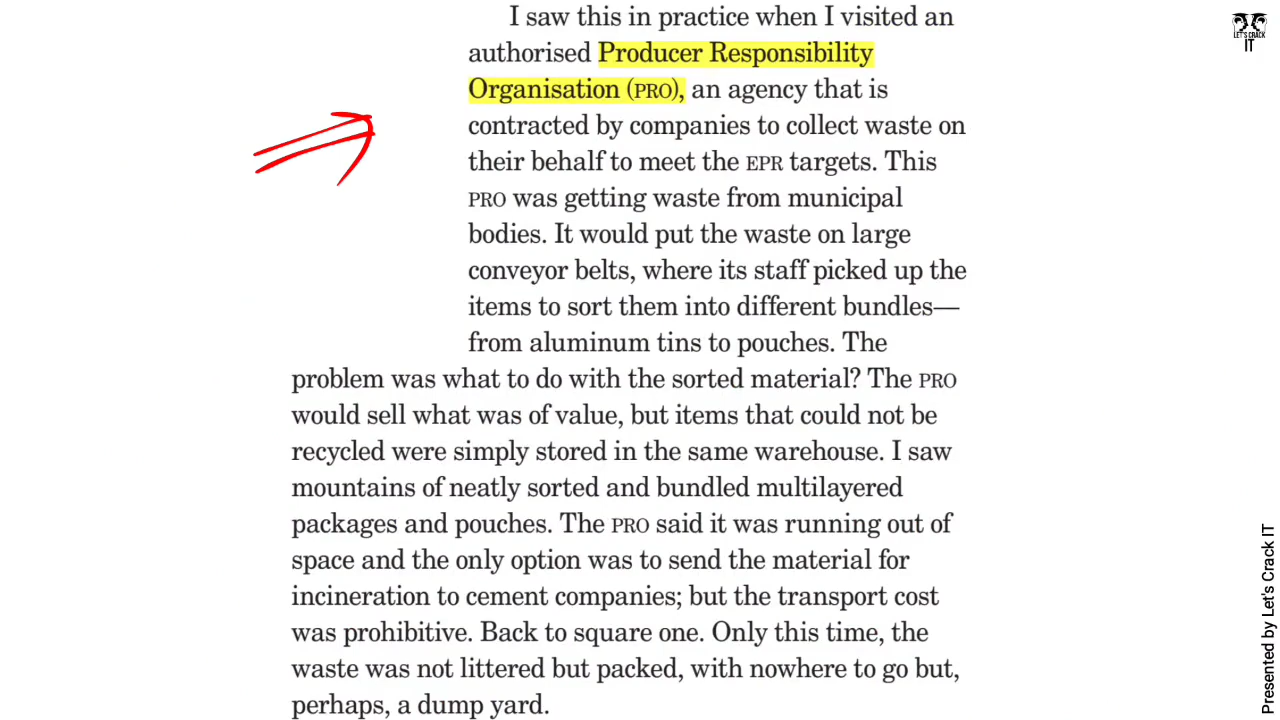 I saw this in practice when I visited an
authorised Producer Responsibility
Organisation (PRO), an agency that is
contracted by companies to collect waste on
their behalf to meet the EPR targets. This
PRO was getting waste from municipal
bodies. It would put the waste on large
conveyor belts, where its staff picked up the
items to sort them into different bundles—
from aluminum tins to pouches. The
problem was what to do with the sorted material? The PRO
would sell what was of value, but items that could not be
recycled were simply stored in the same warehouse. I saw
mountains of neatly sorted and bundled multilayered
packages and pouches. The PRO said it was running out of
space and the only option was to send the material for
incineration to cement companies; but the transport cost
was prohibitive. Back to square one. Only this time, the
waste was not littered but packed, with nowhere to go but,
perhaps, a dump yard.
LET'S CRACK
IT
Presented by Let's Crack IT